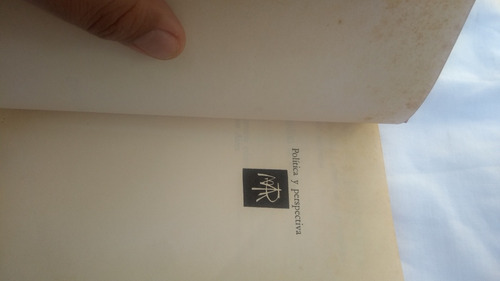 Política y perspectiva